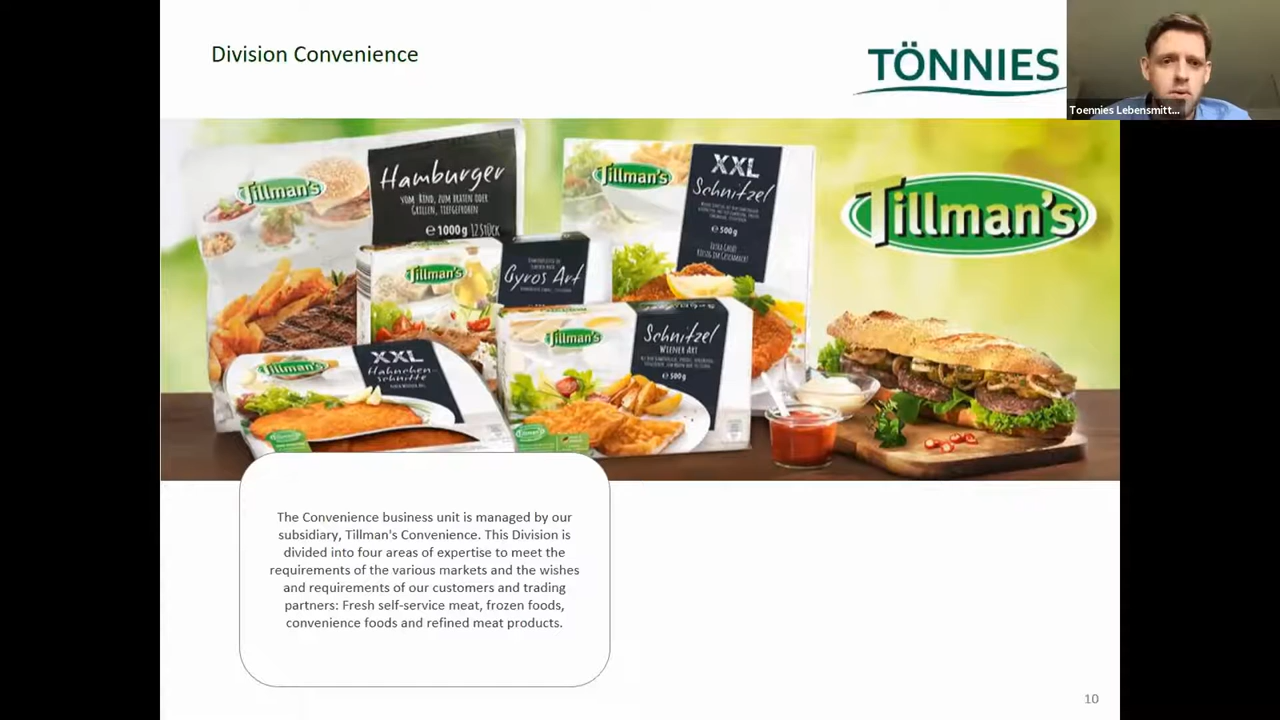 Division Convenience
TÖNNIES
Toennies Lebensmitt...
Tillman's
Hamburger
VOM RIND, ZUM BRATEN ODER
GRILLEN, TIEFGEFROREN
e 1000g 12 STÜCK
Tillman's
XXL
Schnitzel
e 500g
Tillman's
Tillman's
Gyros Art
Tillman's
Schnitzel
WIENER ART
e 500g
Tillman's
XXL
Hähnchen-
schnitte
The Convenience business unit is managed by our
subsidiary, Tillman's Convenience. This Division is
divided into four areas of expertise to meet the
requirements of the various markets and the wishes
and requirements of our customers and trading
partners: Fresh self-service meat, frozen foods,
convenience foods and refined meat products.
10